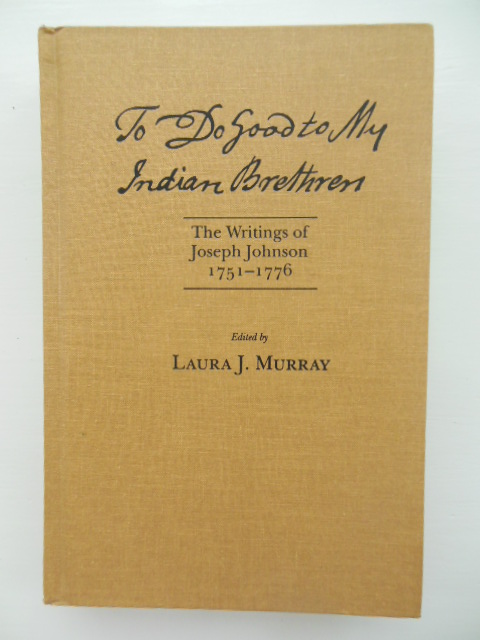 To Do Good to My
Indian Brethren
The Writings of
Joseph Johnson
1751–1776
Edited by
LAURA J. MURRAY